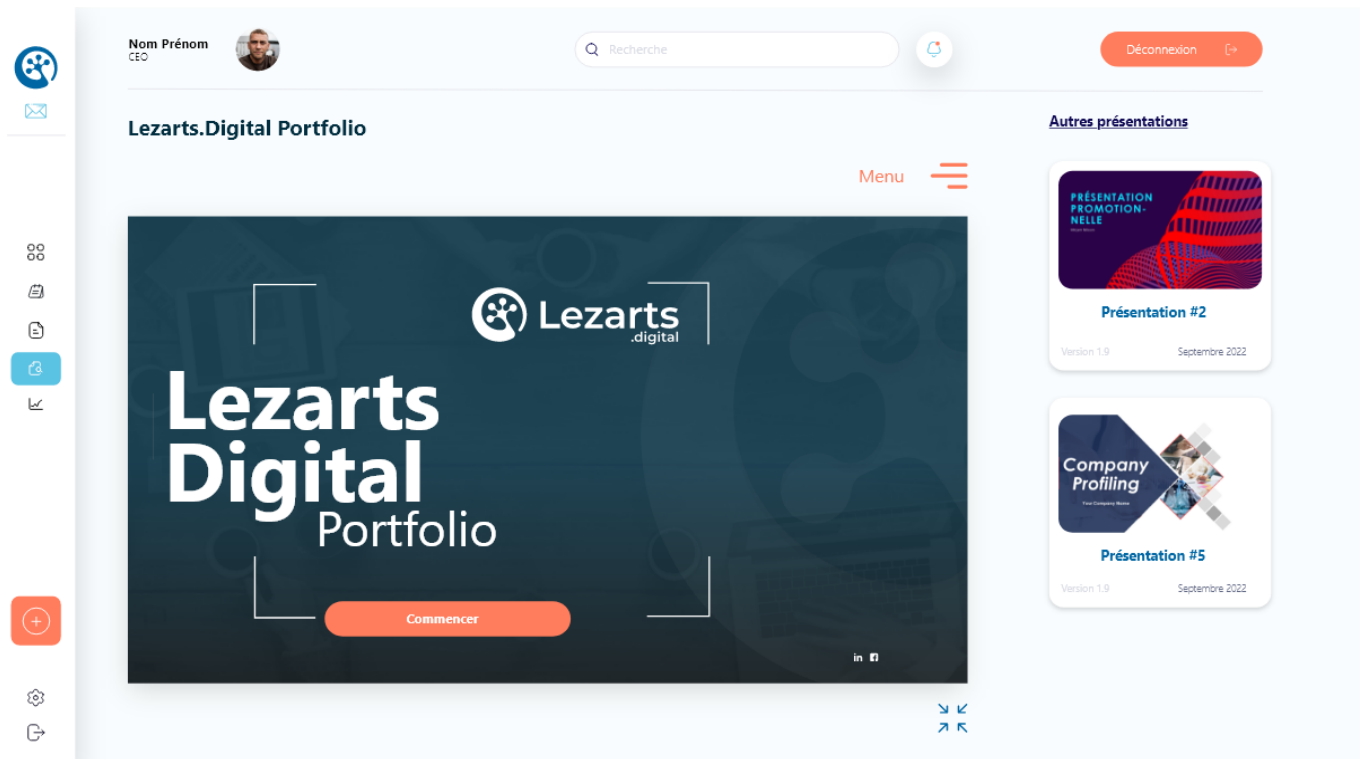 Nom Prénom
CEO
Recherche
Déconnexion
Lezarts.Digital Portfolio
Menu
Lezarts
.digital
Lezarts
Digital
Portfolio
Commencer
in
Autres présentations
PRÉSENTATION
PROMOTION-
NELLE
Présentation #2
Version 1.9 Septembre 2022
Company
Profiling
Your Company Name
Présentation #5
Version 1.9 Septembre 2022